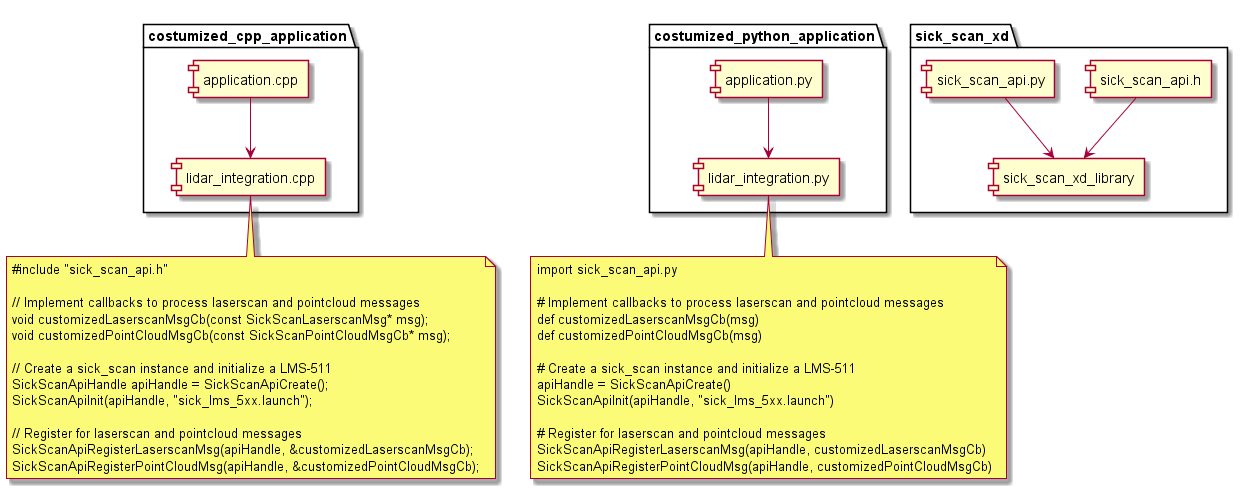 costumized_cpp_application
application.cpp
lidar_integration.cpp
#include "sick_scan_api.h"
// Implement callbacks to process laserscan and pointcloud messages
void customizedLaserscanMsgCb(const SickScanLaserscanMsg* msg);
void customizedPointCloudMsgCb(const SickScanPointCloudMsgCb* msg);
// Create a sick_scan instance and initialize a LMS-511
SickScanApiHandle apiHandle = SickScanApiCreate();
SickScanApiInit(apiHandle, "sick_lms_5xx.launch");
// Register for laserscan and pointcloud messages
SickScanApiRegisterLaserscanMsg(apiHandle, &customizedLaserscanMsgCb);
SickScanApiRegisterPointCloudMsg(apiHandle, &customizedPointCloudMsgCb);
costumized_python_application
application.py
lidar_integration.py
import sick_scan_api.py
# Implement callbacks to process laserscan and pointcloud messages
def customizedLaserscanMsgCb(msg)
def customizedPointCloudMsgCb(msg)
# Create a sick_scan instance and initialize a LMS-511
apiHandle = SickScanApiCreate()
SickScanApiInit(apiHandle, "sick_lms_5xx.launch")
# Register for laserscan and pointcloud messages
SickScanApiRegisterLaserscanMsg(apiHandle, customizedLaserscanMsgCb)
SickScanApiRegisterPointCloudMsg(apiHandle, customizedPointCloudMsgCb)
sick_scan_xd
sick_scan_api.py
sick_scan_api.h
sick_scan_xd_library